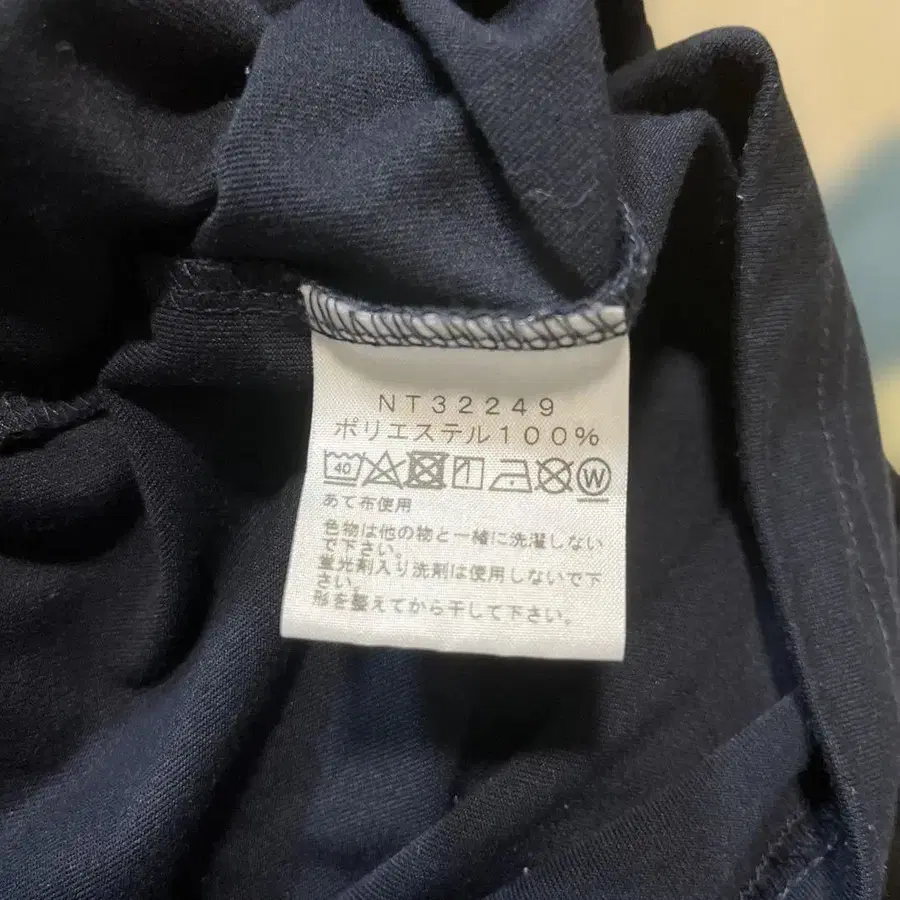 NT32249
ポリエステル100%
40 W
あて布使用
色物は他の物と一緒に洗濯しない
で下さい。
蛍光剤入り洗剤は使用しないで下
さい。
形を整えてから干して下さい。